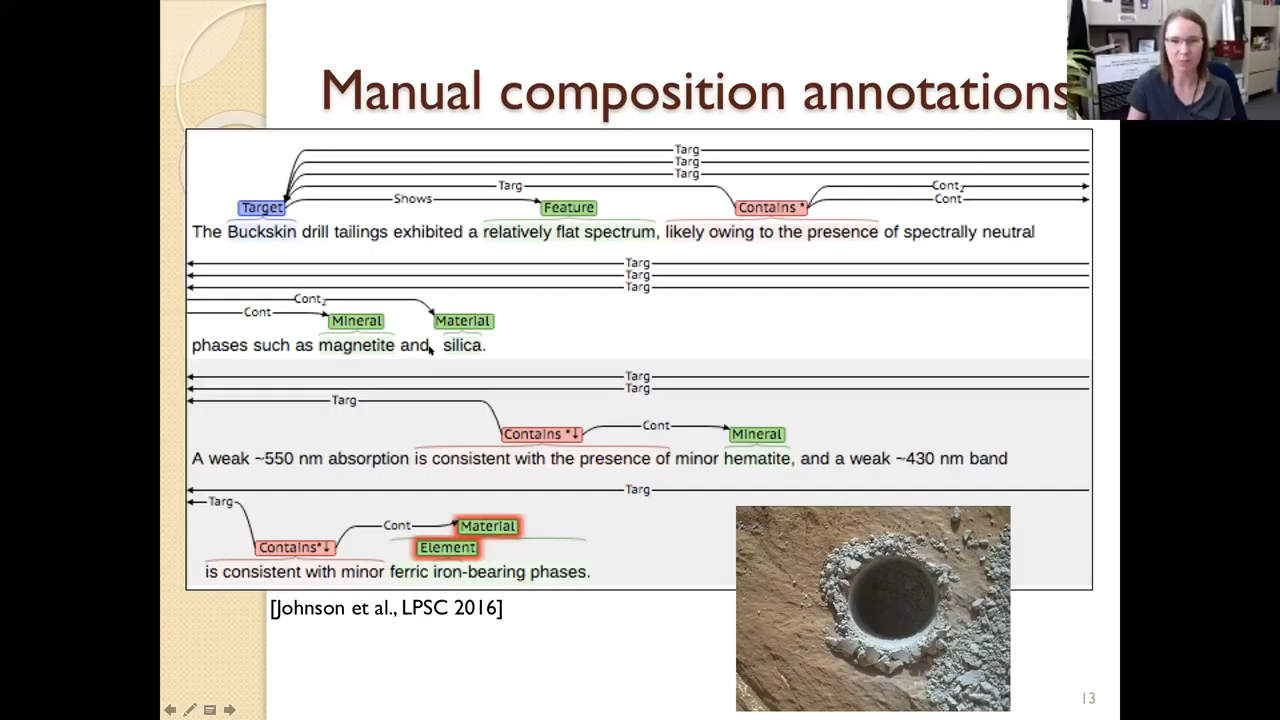 Manual composition annotations
Targ
Targ
Targ
Targ Cont2
Shows Cont
Target Feature Contains *
The Buckskin drill tailings exhibited a relatively flat spectrum, likely owing to the presence of spectrally neutral
Targ
Targ
Targ
Cont2
Cont
Mineral Material
phases such as magnetite and silica.
Targ
Targ
Targ
Cont
Contains *↓ Mineral
A weak ~550 nm absorption is consistent with the presence of minor hematite, and a weak ~430 nm band
Targ
Targ
Cont Material
Contains*↓ Element
is consistent with minor ferric iron-bearing phases.
[Johnson et al., LPSC 2016]
13